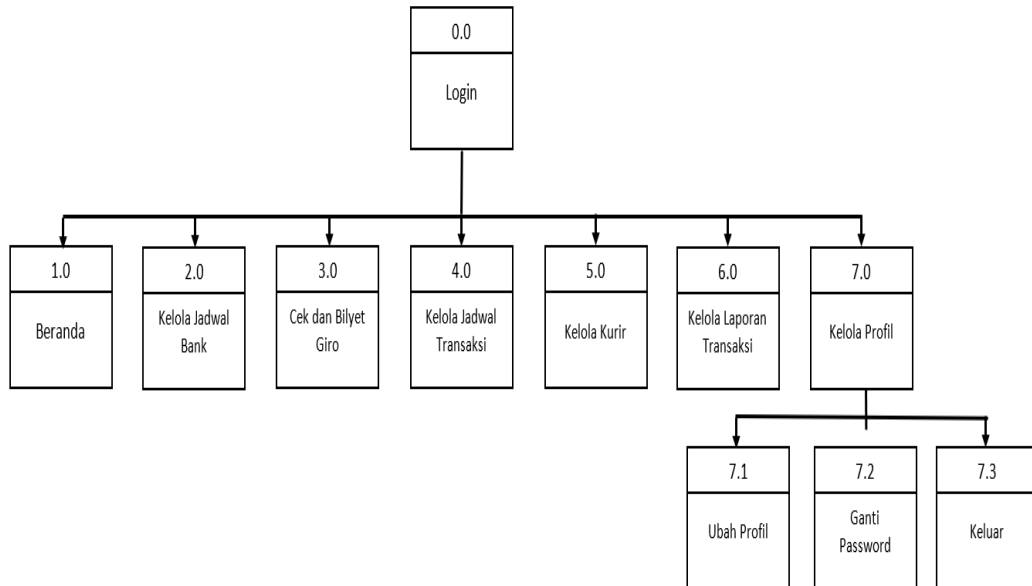 0.0
Login
1.0
Beranda
2.0
Kelola Jadwal
Bank
3.0
Cek dan Bilyet
Giro
4.0
Kelola Jadwal
Transaksi
5.0
Kelola Kurir
6.0
Kelola Laporan
Transaksi
7.0
Kelola Profil
7.1
Ubah Profil
7.2
Ganti
Password
7.3
Keluar